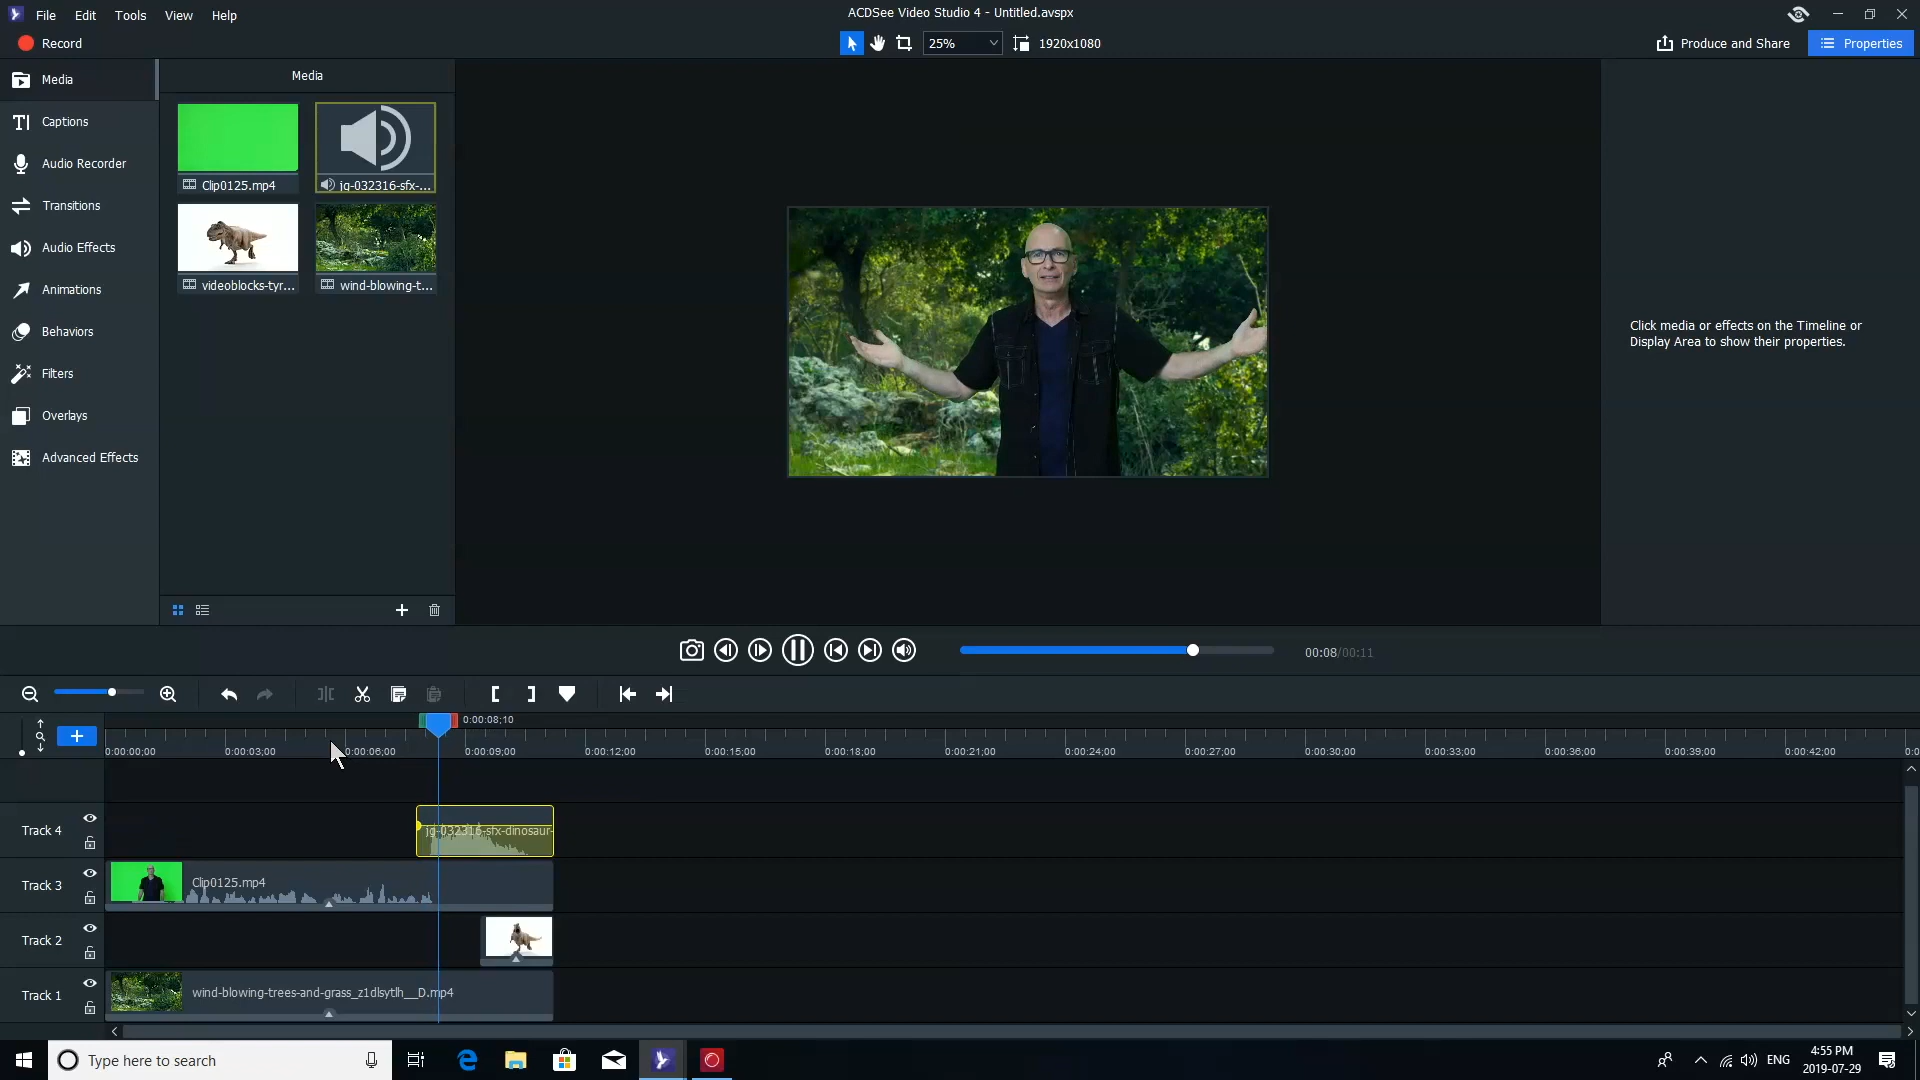 File Edit Tools View Help
ACDSee Video Studio 4 - Untitled.avspx
Record
25%
1920x1080
Produce and Share
Properties
Media
Captions
Audio Recorder
Transitions
Audio Effects
Animations
Behaviors
Filters
Overlays
Advanced Effects
Media
Clip0125.mp4
jg-032316-sfx-...
videoblocks-tyr...
wind-blowing-t...
Click media or effects on the Timeline or
Display Area to show their properties.
00:08/00:11
0:00:08;10
0:00:00;00 0:00:03;00 0:00:06;00 0:00:09;00 0:00:12;00 0:00:15;00 0:00:18;00 0:00:21;00 0:00:24;00 0:00:27;00 0:00:30;00 0:00:33;00 0:00:36;00 0:00:39;00 0:00:42;00
Track 4
jg-032316-sfx-dinosaur-
Track 3
Clip0125.mp4
Track 2
Track 1
wind-blowing-trees-and-grass_z1dlsytlh__D.mp4
Type here to search
ENG
4:55 PM
2019-07-29